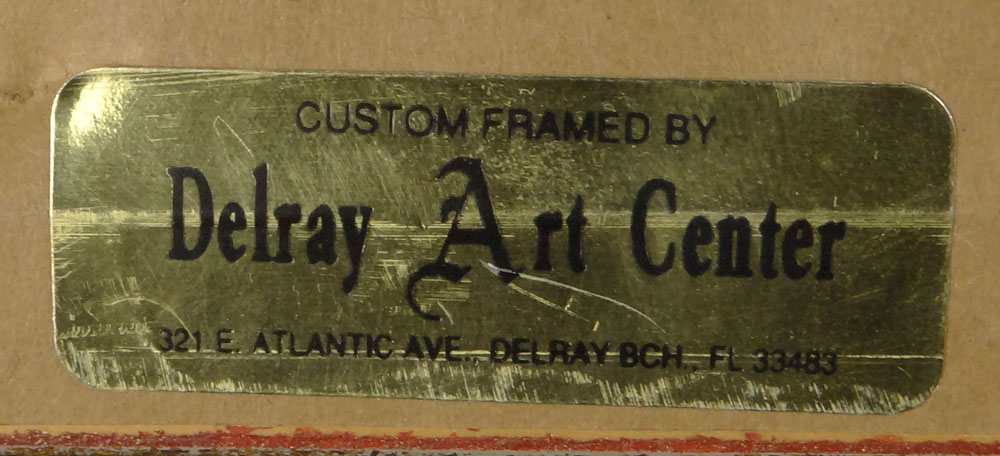 CUSTOM FRAMED BY
Delray Art Center
321 E. ATLANTIC AVE., DELRAY BCH., FL 33483